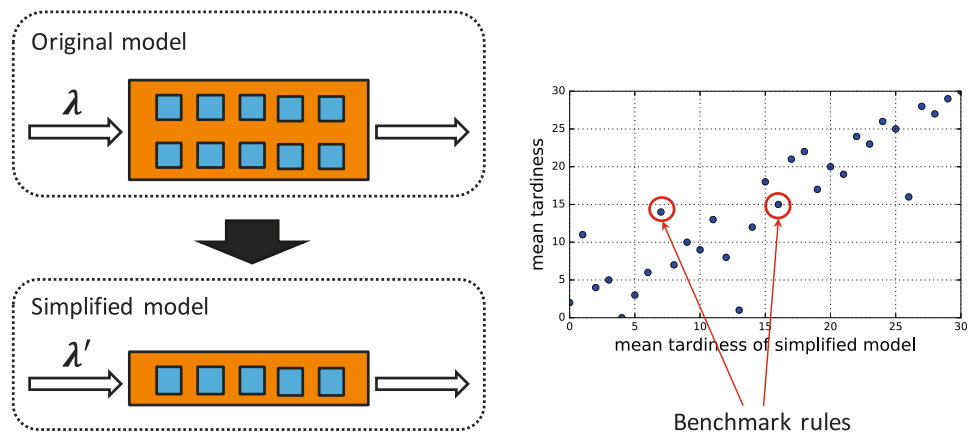 Original model
λ
Simplified model
λ′
mean tardiness
30
25
20
15
10
5
0
0 5 10 15 20 25 30
mean tardiness of simplified model
Benchmark rules